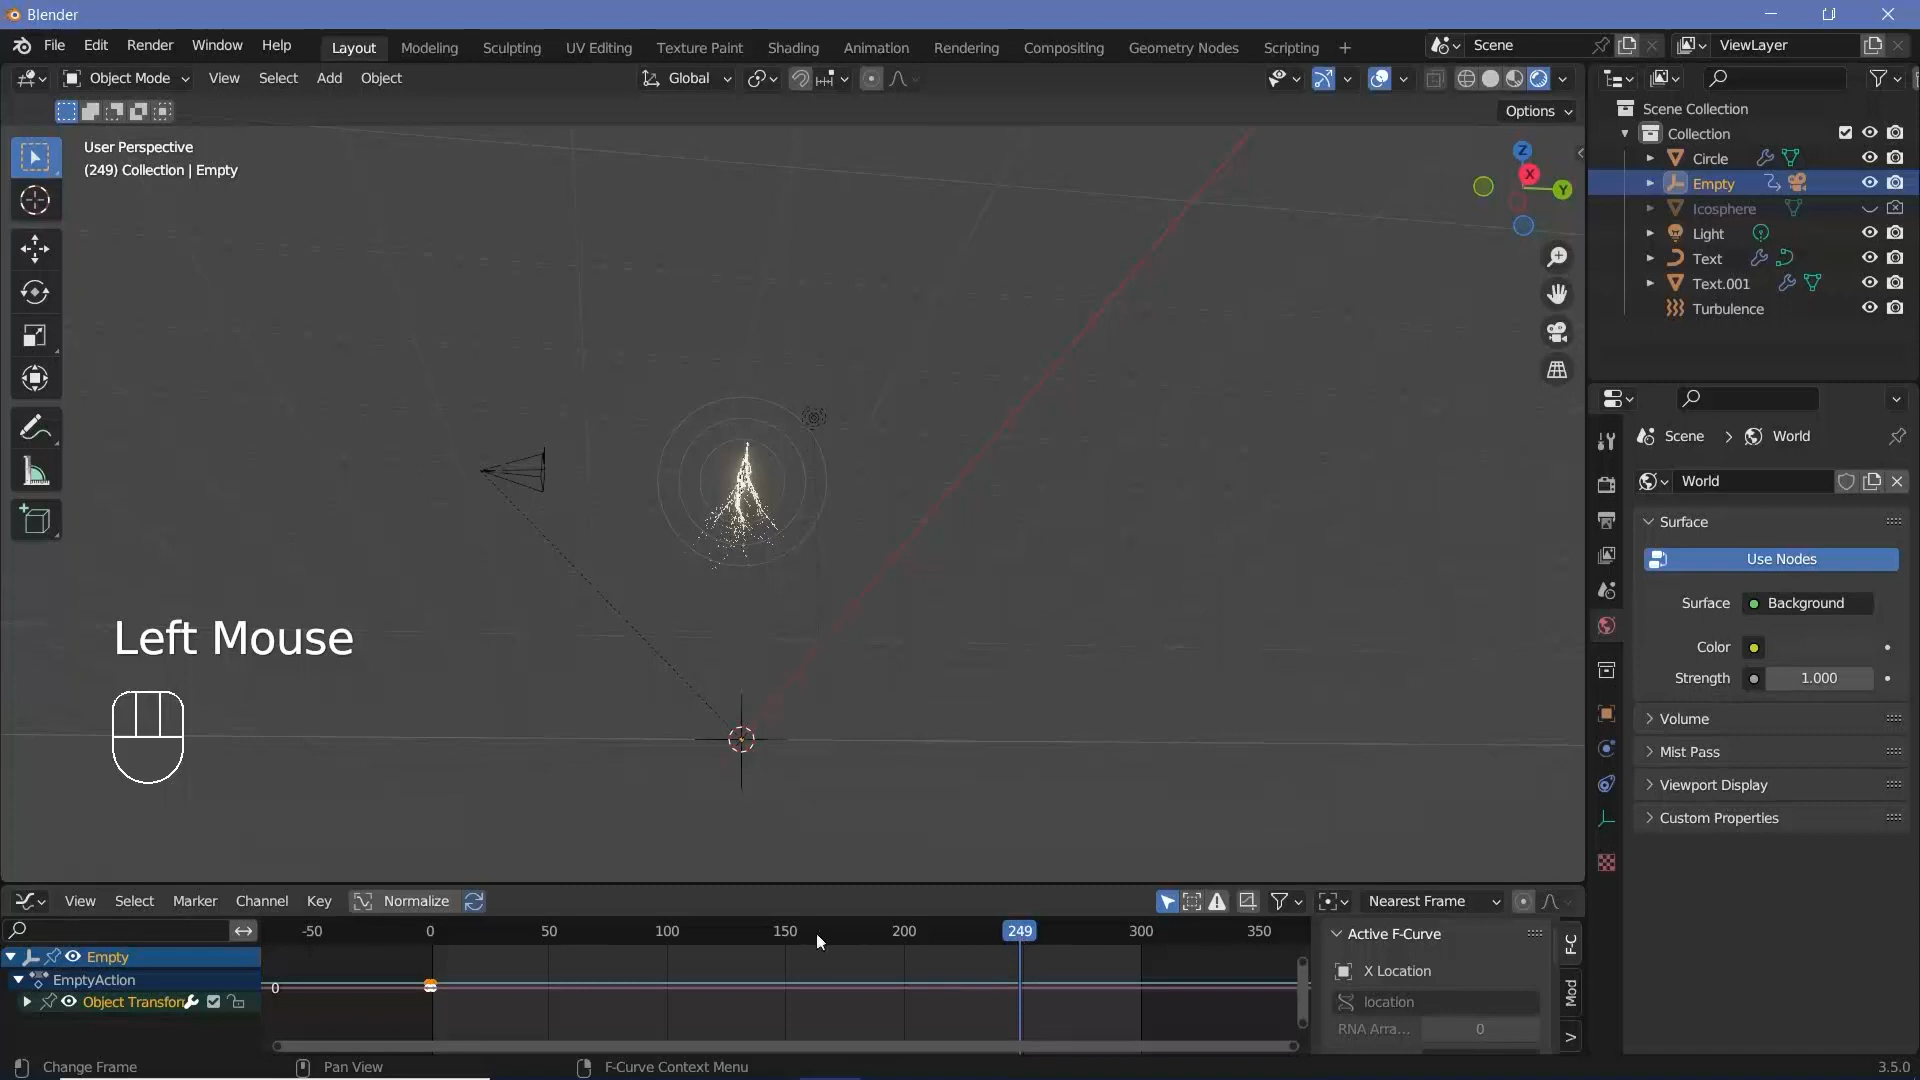 Blender
File Edit Render Window Help Layout Modeling Sculpting UV Editing Texture Paint Shading Animation Rendering Compositing Geometry Nodes Scripting + Scene ViewLayer
Object Mode View Select Add Object Global
Options
User Perspective
(249) Collection | Empty
Z
X
Y
Scene Collection
Collection
Circle
Empty
Icosphere
Light
Text
Text.001
Turbulence
Scene > World
World
Surface
Use Nodes
Surface Background
Color
Strength 1.000
Volume
Mist Pass
Viewport Display
Custom Properties
Left Mouse
View Select Marker Channel Key Normalize Nearest Frame
-50 0 50 100 150 200 249 300 350
Empty
EmptyAction
Object Transfor
0
Active F-Curve
X Location
location
RNA Arra... 0
F-C
Mod
V
Change Frame Pan View F-Curve Context Menu 3.5.0